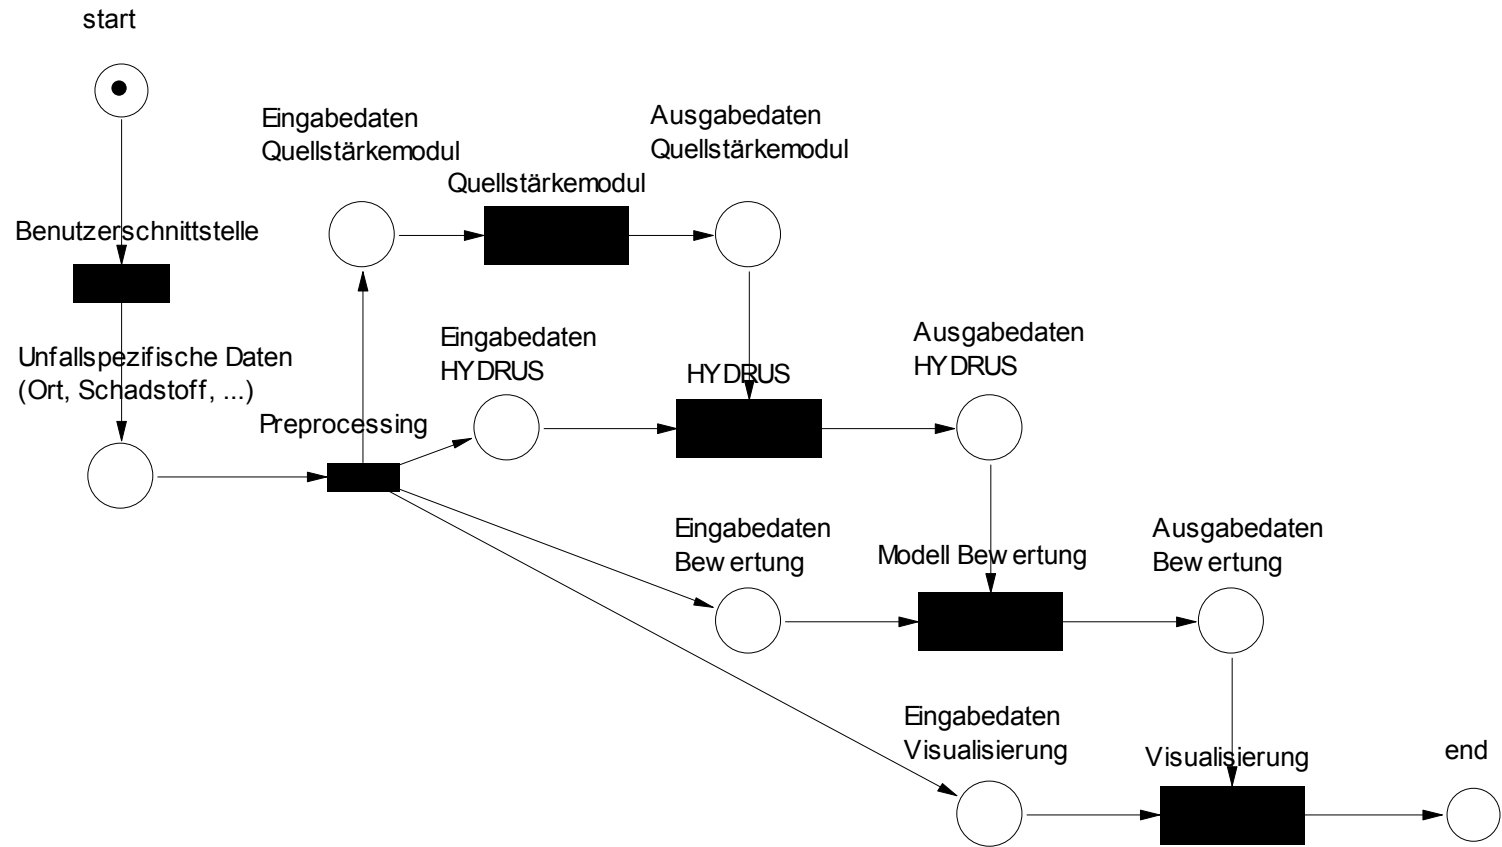 start
Eingabedaten
Quellstärkemodul
Ausgabedaten
Quellstärkemodul
Quellstärkemodul
Benutzerschnittstelle
Unfallspezifische Daten
(Ort, Schadstoff, ...)
Eingabedaten
HYDRUS
HYDRUS
Ausgabedaten
HYDRUS
Preprocessing
Eingabedaten
Bewertung
Modell Bewertung
Ausgabedaten
Bewertung
Eingabedaten
Visualisierung
Visualisierung
end